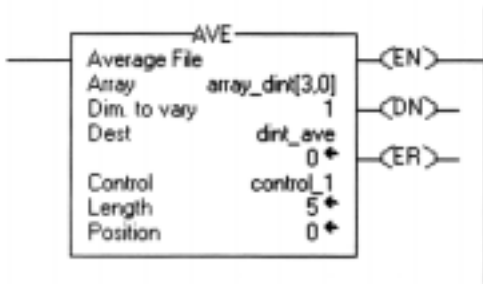 AVE
Average File
(EN)
Array array_dint[3,0]
Dim. to vary 1
(DN)
Dest dint_ave
0
(ER)
Control control_1
Length 5
Position 0